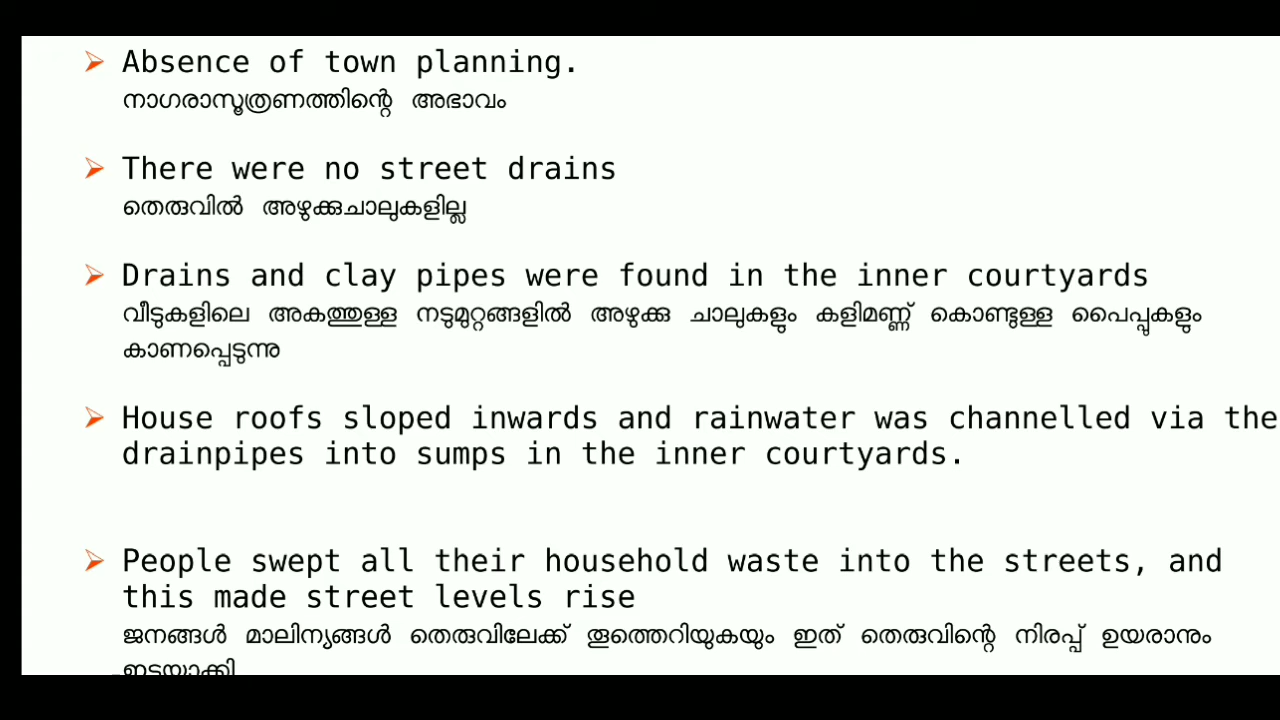 Absence of town planning.
നാഗരാസൂത്രണത്തിന്റെ അഭാവം
There were no street drains
തെരുവിൽ അഴുക്കുചാലുകളില്ല
Drains and clay pipes were found in the inner courtyards
വീടുകളിലെ അകത്തുള്ള നടുമുറ്റങ്ങളിൽ അഴുക്കു ചാലുകളും കളിമണ്ണ് കൊണ്ടുള്ള പൈപ്പുകളും
കാണപ്പെടുന്നു
House roofs sloped inwards and rainwater was channelled via the
drainpipes into sumps in the inner courtyards.
People swept all their household waste into the streets, and
this made street levels rise
ജനങ്ങൾ മാലിന്യങ്ങൾ തെരുവിലേക്ക് തൂത്തെറിയുകയും ഇത് തെരുവിന്റെ നിരപ്പ് ഉയരാനും
ഇടയാക്കി